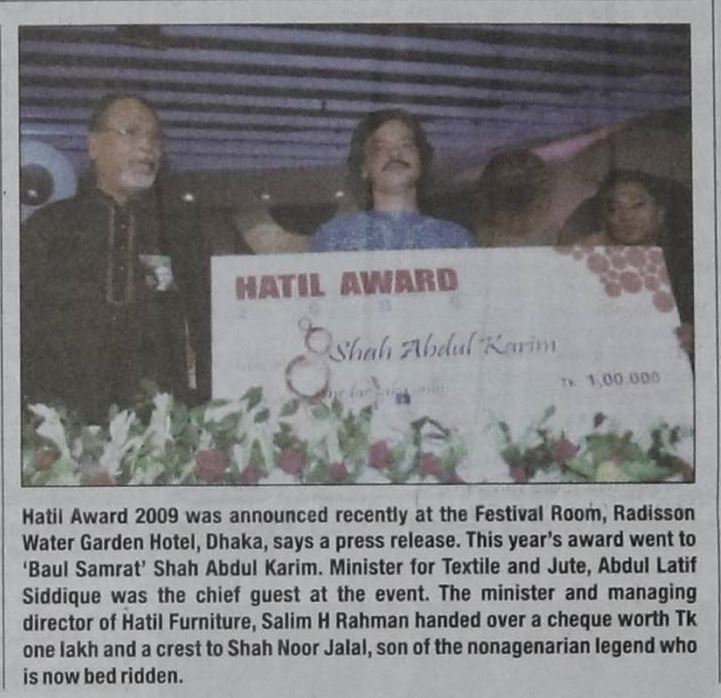 HATIL AWARD
Shah Abdul Karim
Tk 1,00,000
Hatil Award 2009 was announced recently at the Festival Room, Radisson
Water Garden Hotel, Dhaka, says a press release. This year's award went to
‘Baul Samrat’ Shah Abdul Karim. Minister for Textile and Jute, Abdul Latif
Siddique was the chief guest at the event. The minister and managing
director of Hatil Furniture, Salim H Rahman handed over a cheque worth Tk
one lakh and a crest to Shah Noor Jalal, son of the nonagenarian legend who
is now bed ridden.